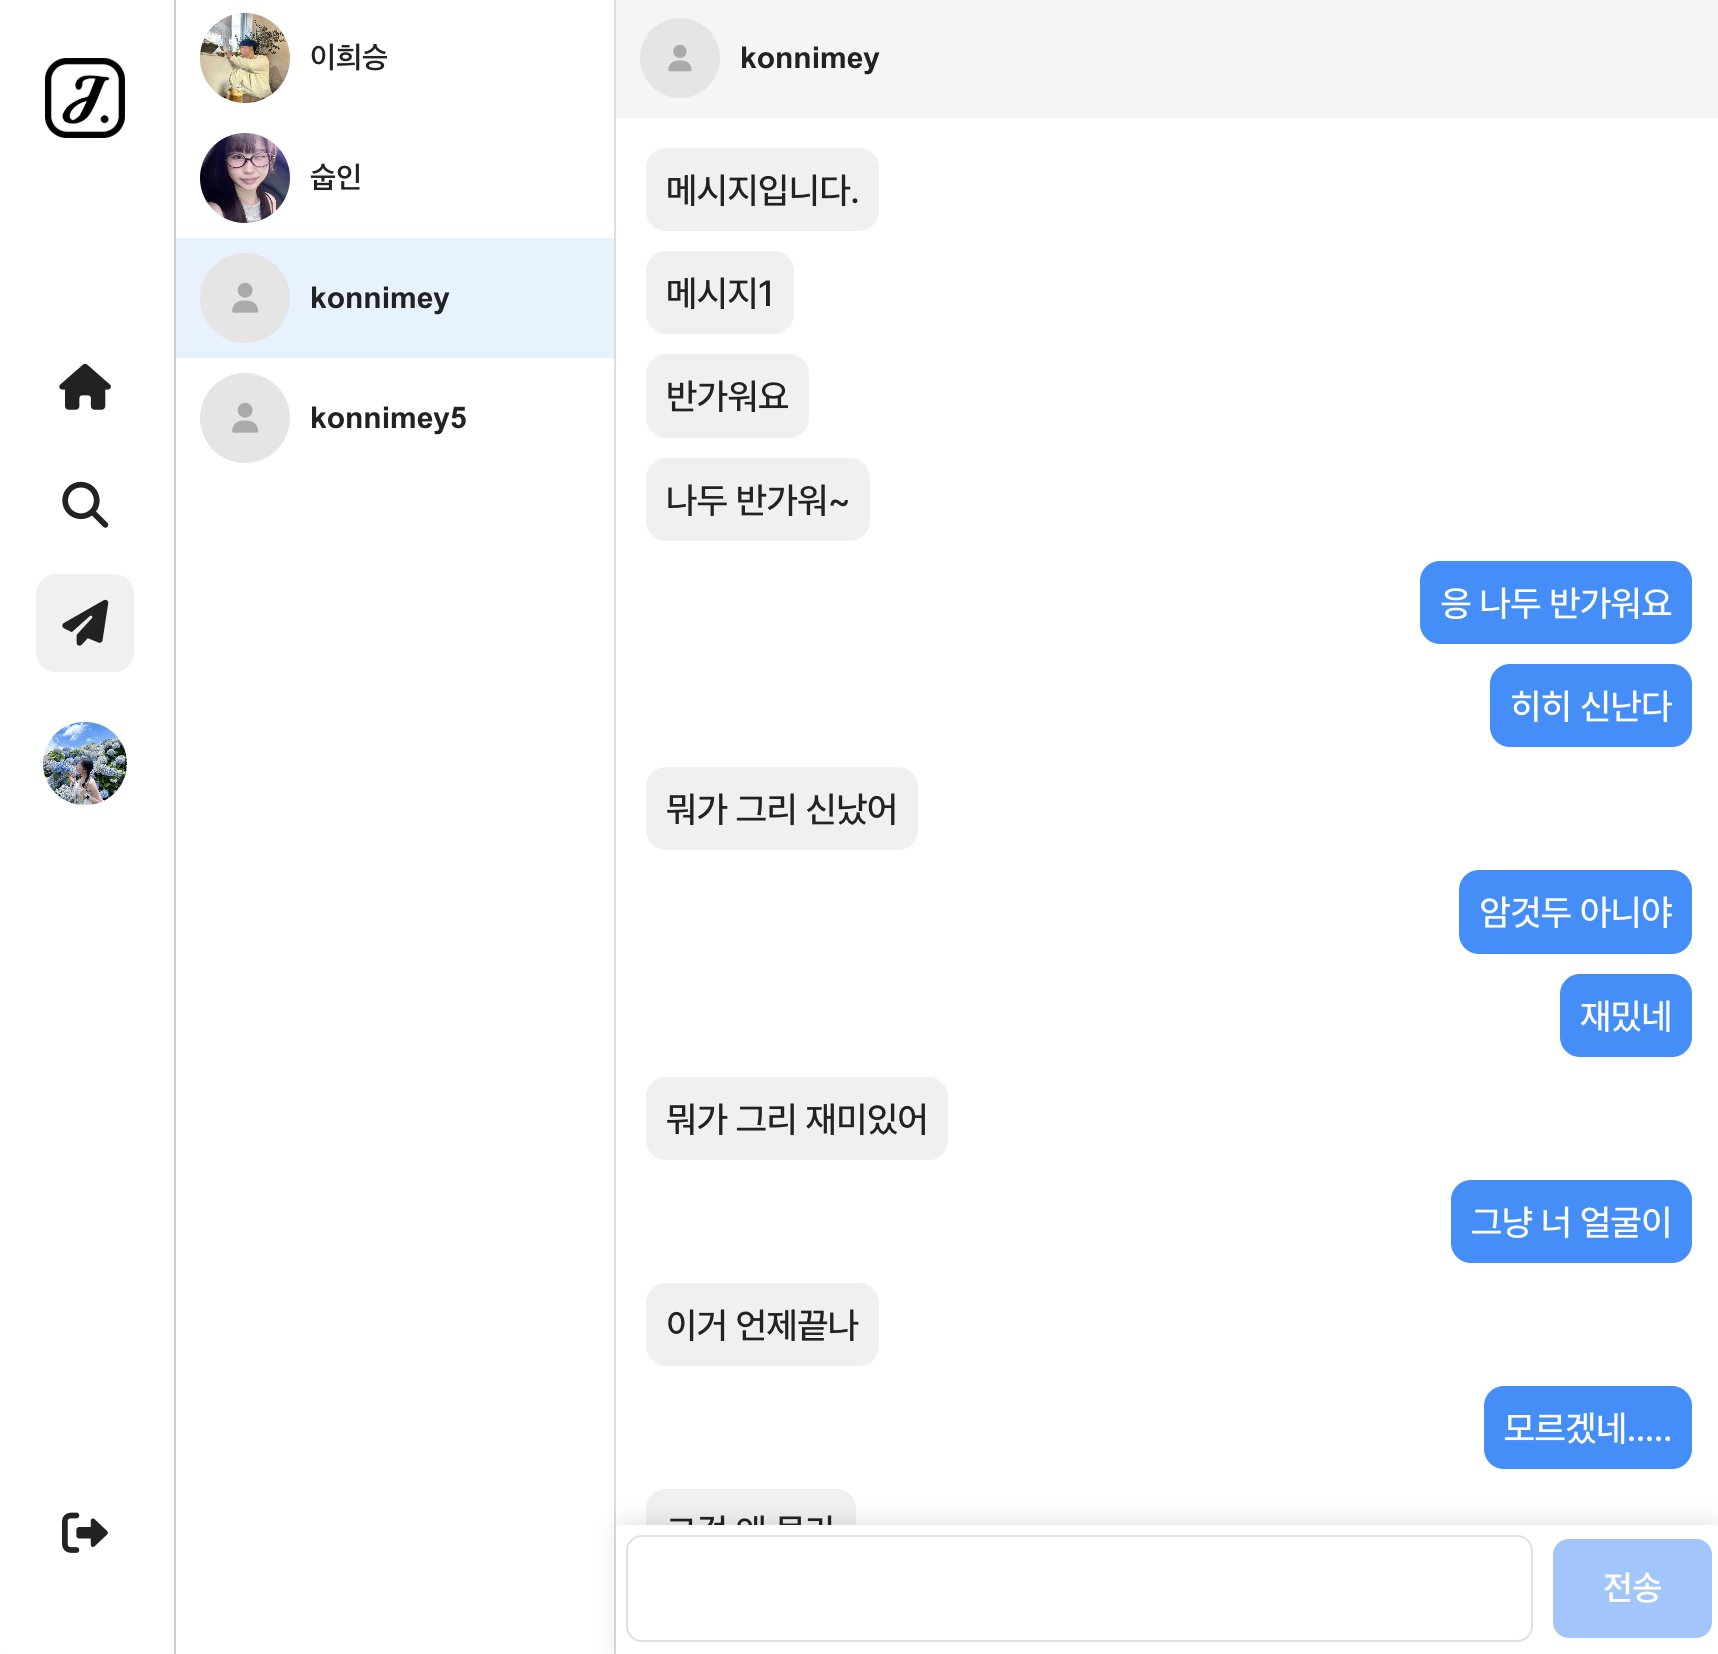 J.
이희승
숩인
konnimey
konnimey5
konnimey
메시지입니다.
메시지1
반가워요
나두 반가워~
응 나두 반가워요
히히 신난다
뭐가 그리 신났어
암것두 아니야
재밌네
뭐가 그리 재미있어
그냥 너 얼굴이
이거 언제끝나
모르겠네.....
전송